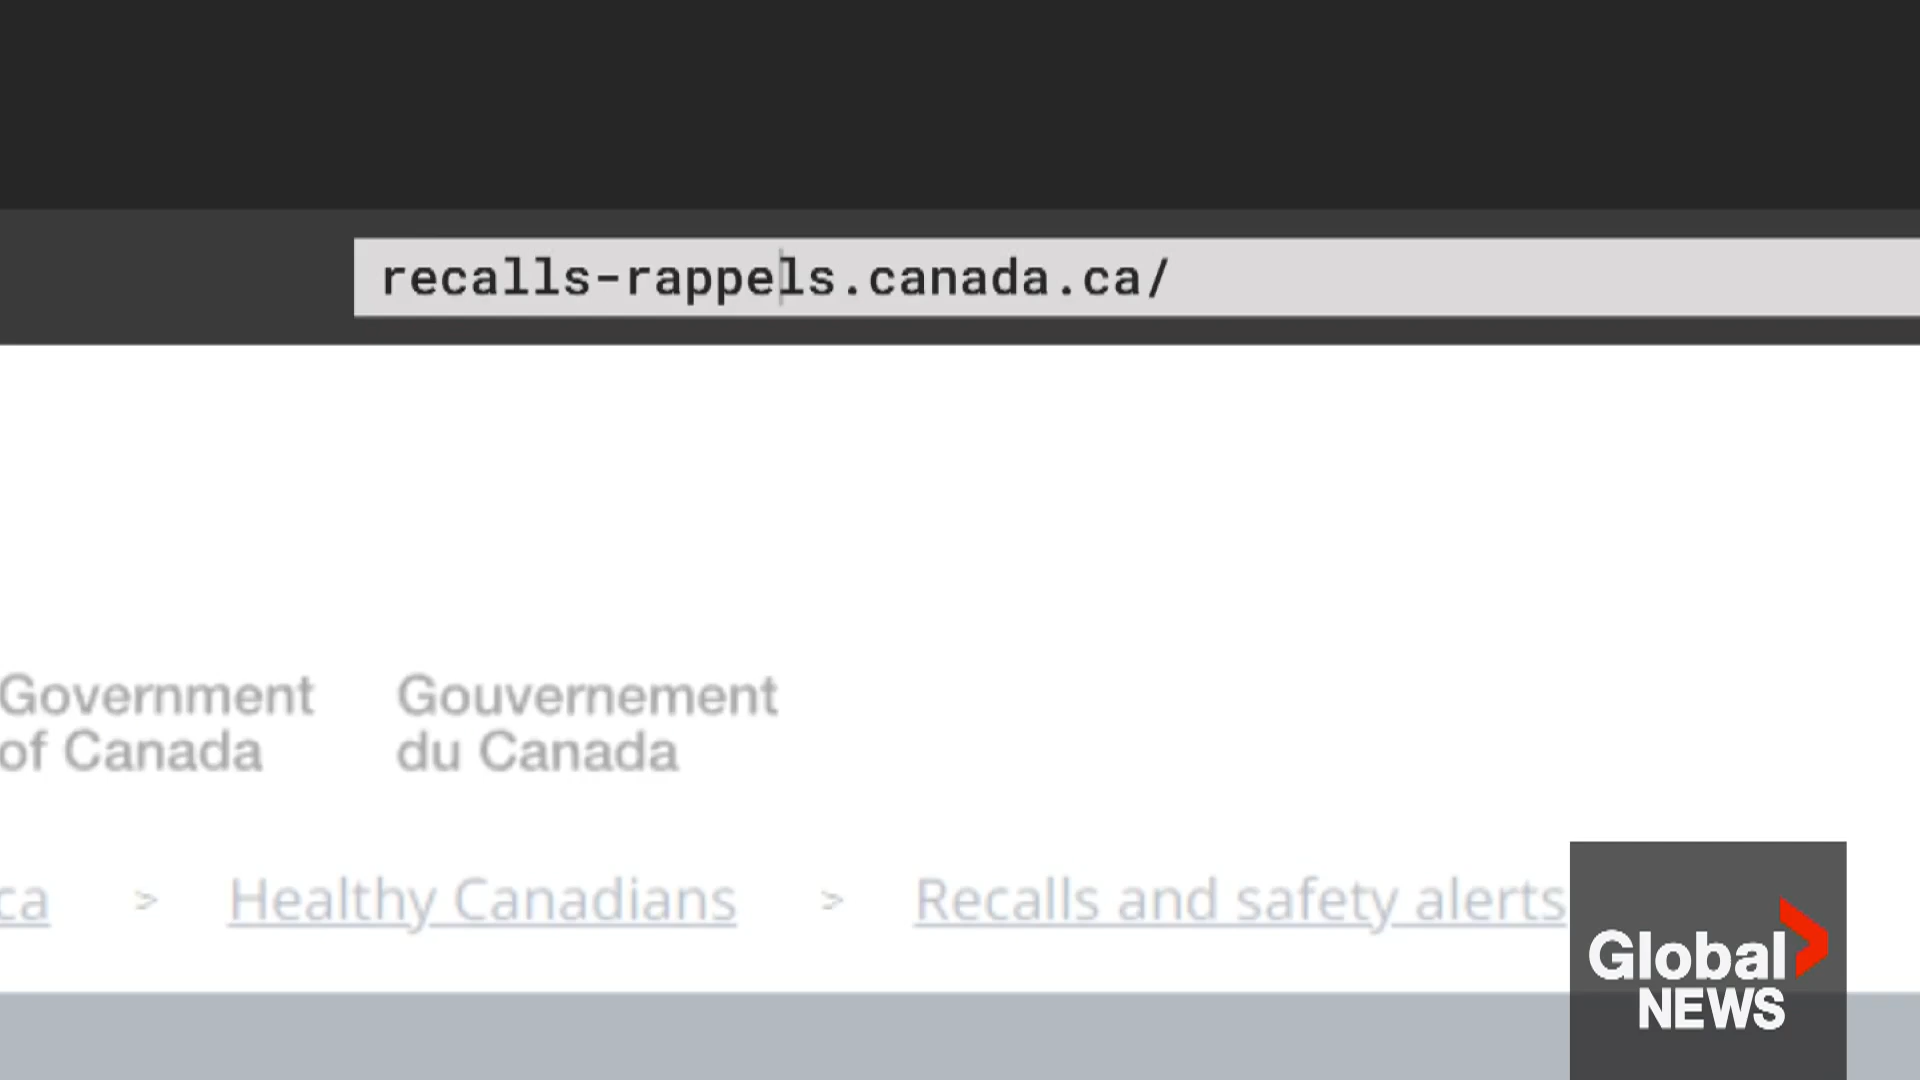 recalls-rappels.canada.ca/
Government
of Canada
Gouvernement
du Canada
ca > Healthy Canadians > Recalls and safety alerts
Global
NEWS